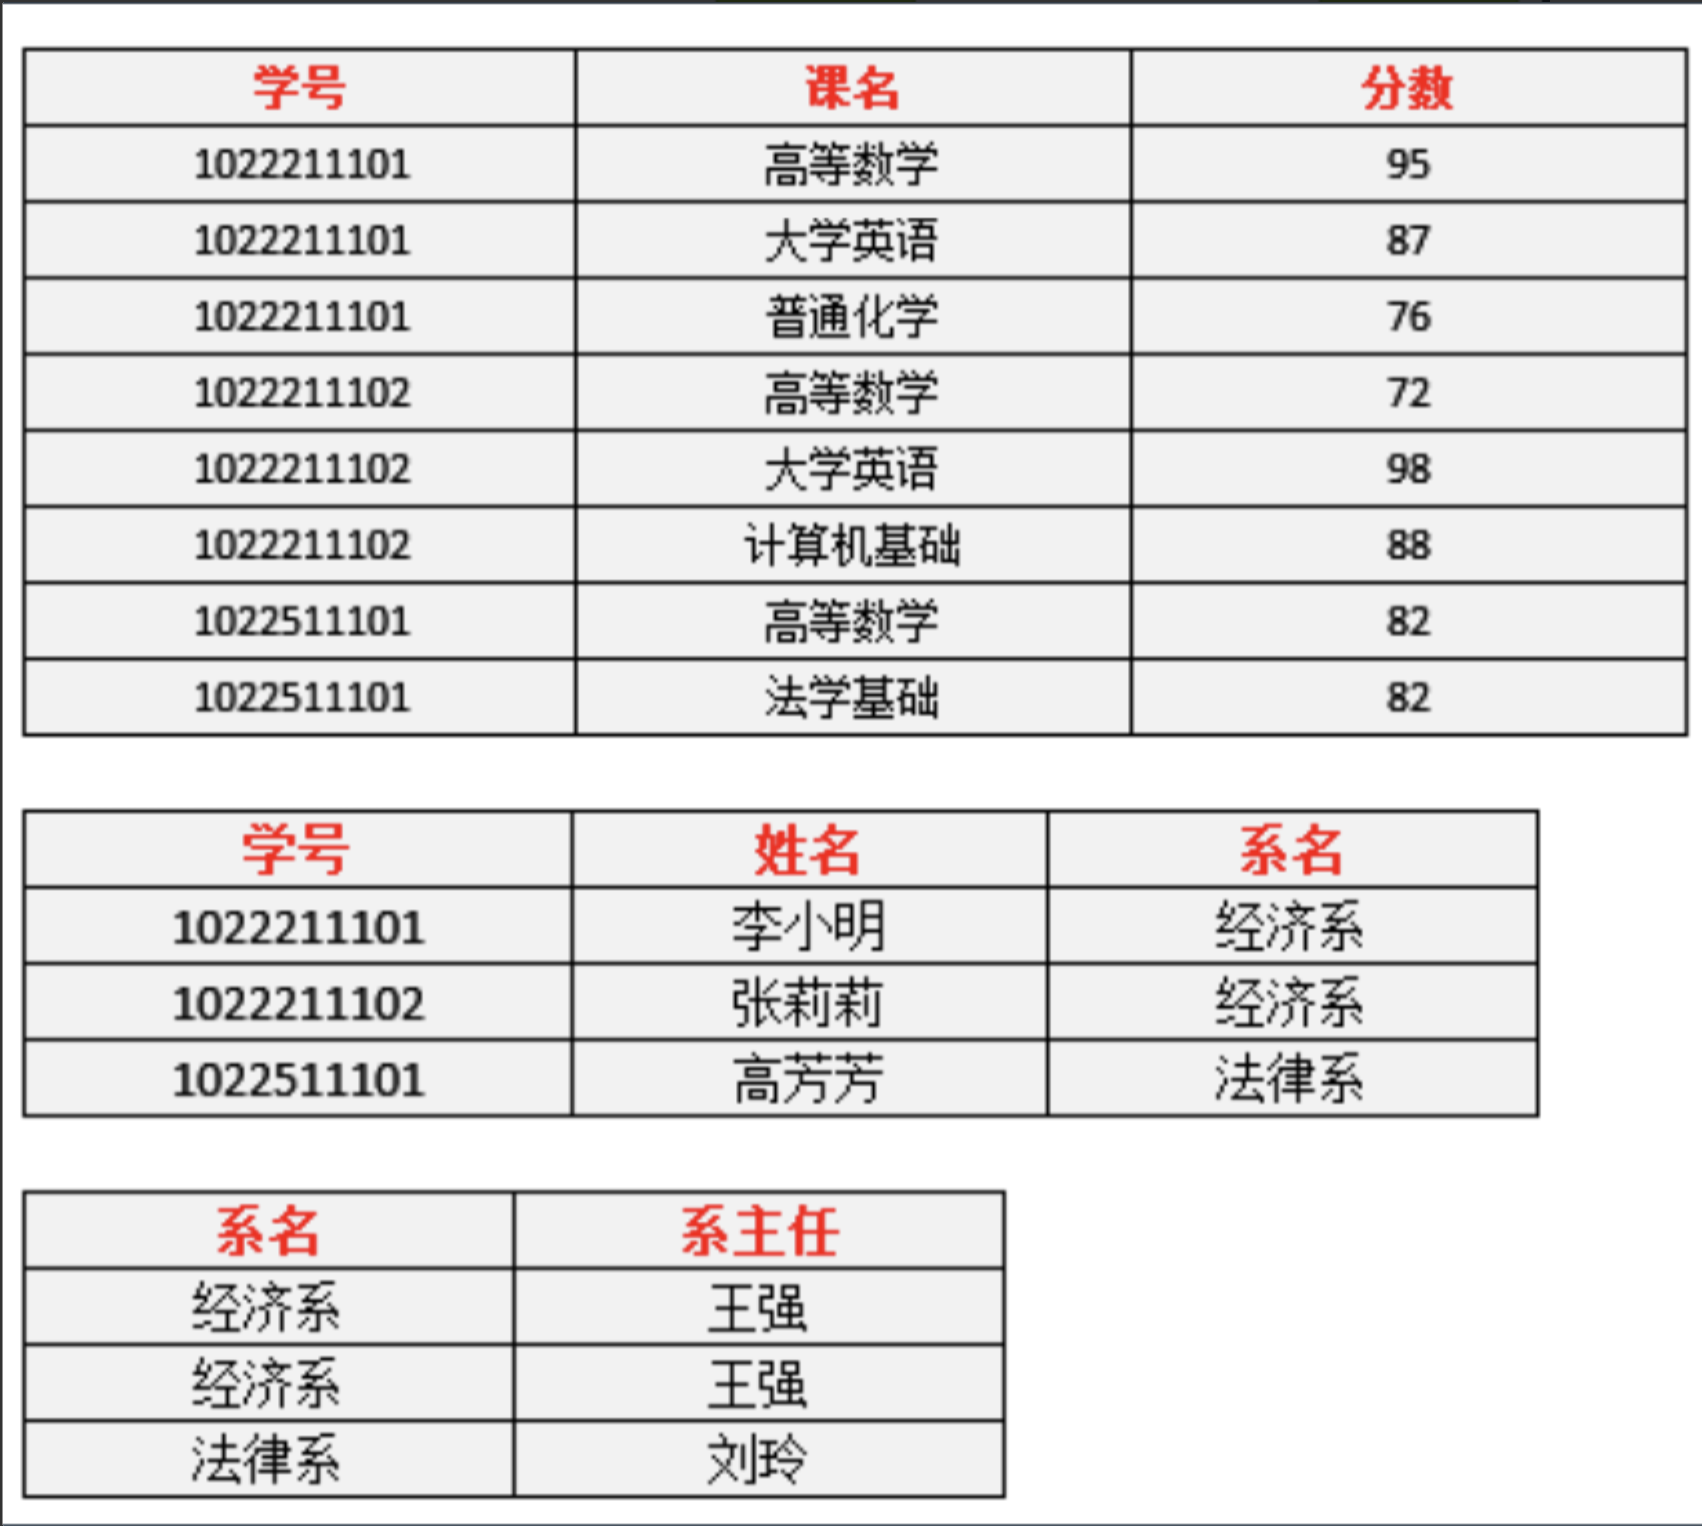 学号 课名 分数
1022211101 高等数学 95
1022211101 大学英语 87
1022211101 普通化学 76
1022211102 高等数学 72
1022211102 大学英语 98
1022211102 计算机基础 88
1022511101 高等数学 82
1022511101 法学基础 82
学号 姓名 系名
1022211101 李小明 经济系
1022211102 张莉莉 经济系
1022511101 高芳芳 法律系
系名 系主任
经济系 王强
经济系 王强
法律系 刘玲